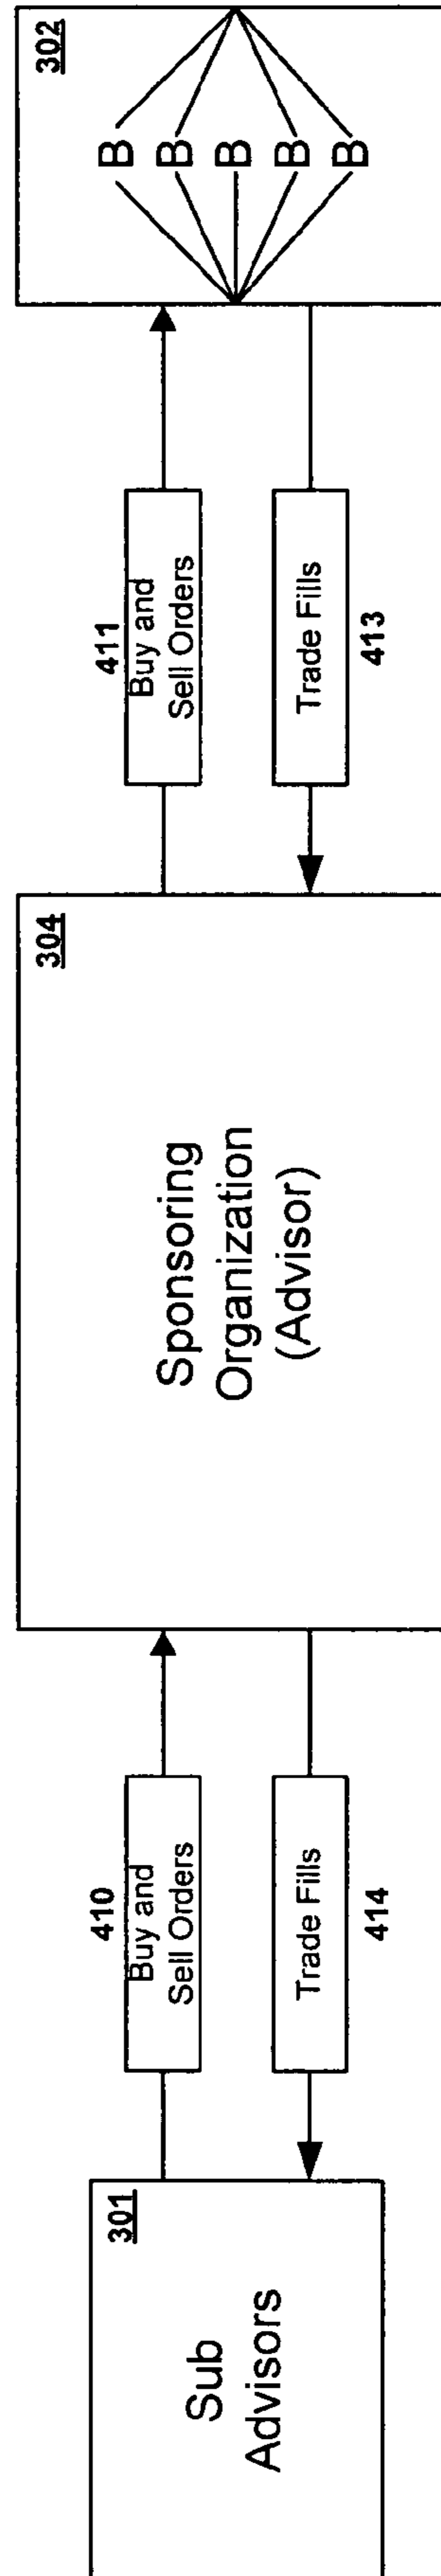 301
Sub
Advisors
410
Buy and
Sell Orders
Trade Fills
414
304
Sponsoring
Organization
(Advisor)
411
Buy and
Sell Orders
Trade Fills
413
302
B
B
B
B
B